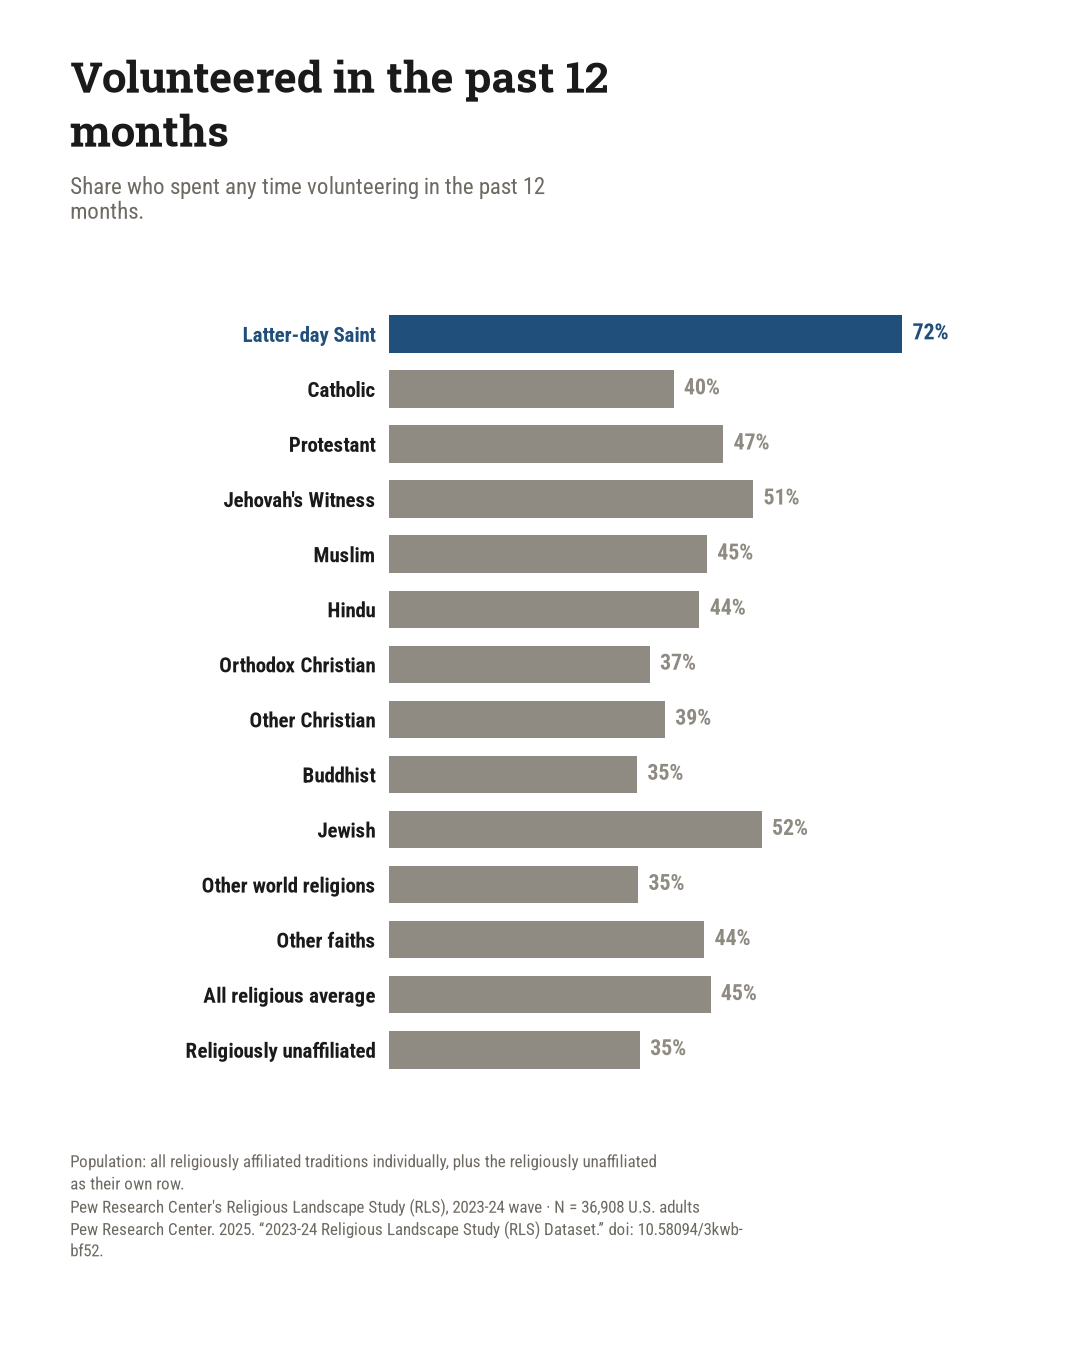 Volunteered in the past 12
months
Share who spent any time volunteering in the past 12
months.
Latter-day Saint 72%
Catholic 40%
Protestant 47%
Jehovah's Witness 51%
Muslim 45%
Hindu 44%
Orthodox Christian 37%
Other Christian 39%
Buddhist 35%
Jewish 52%
Other world religions 35%
Other faiths 44%
All religious average 45%
Religiously unaffiliated 35%
Population: all religiously affiliated traditions individually, plus the religiously unaffiliated
as their own row.
Pew Research Center's Religious Landscape Study (RLS), 2023-24 wave · N = 36,908 U.S. adults
Pew Research Center. 2025. “2023-24 Religious Landscape Study (RLS) Dataset.” doi: 10.58094/3kwb-
bf52.